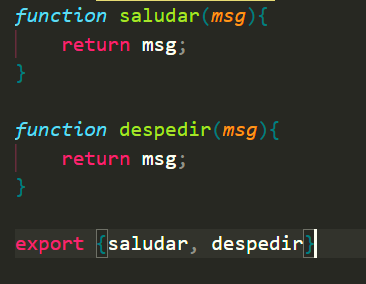 function saludar(msg){
    return msg;
}

function despedir(msg){
    return msg;
}

export {saludar, despedir}